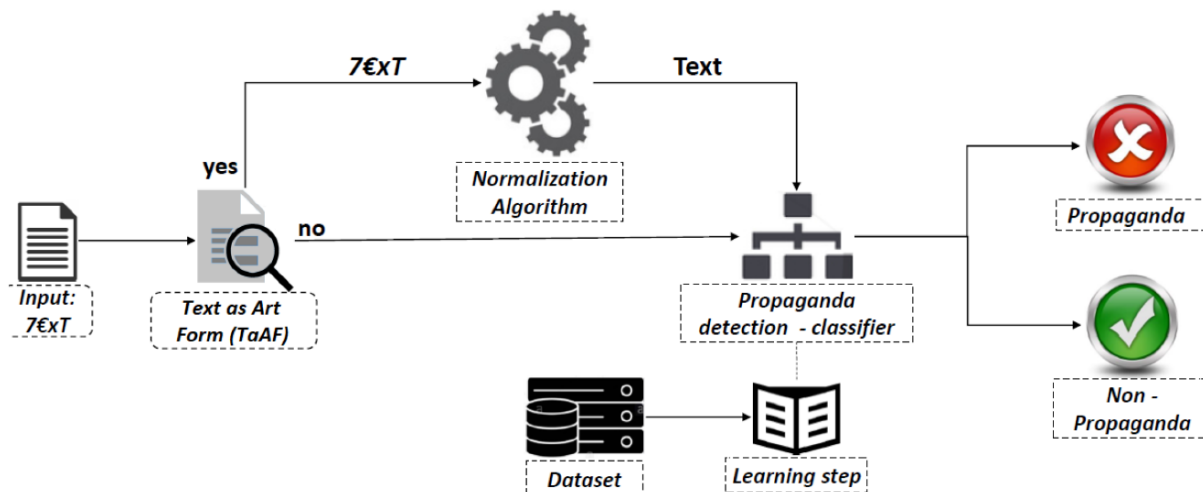 7€xT
Text
yes
Normalization
Algorithm
no
Propaganda
Input:
7€xT
Text as Art
Form (TaAF)
Propaganda
detection - classifier
Non -
Propaganda
Dataset
Learning step